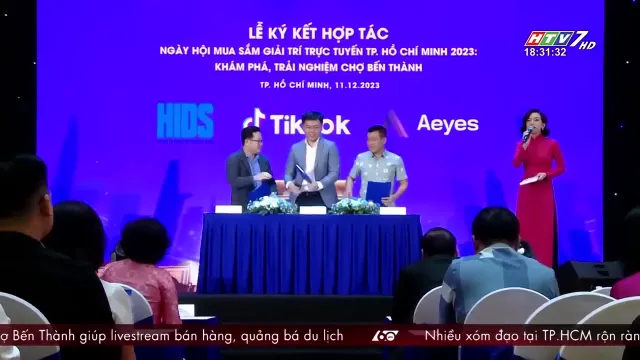 HTV7 HD
18:31:32
LỄ KÝ KẾT HỢP TÁC
NGÀY HỘI MUA SẮM GIẢI TRÍ TRỰC TUYẾN TP. HỒ CHÍ MINH 2023:
KHÁM PHÁ, TRẢI NGHIỆM CHỢ BẾN THÀNH
TP. HỒ CHÍ MINH, 11.12.2023
HIDS
TikTok
Aeyes
ợ Bến Thành giúp livestream bán hàng, quảng bá du lịch 60 Nhiều xóm đạo tại TP.HCM rộn ràn